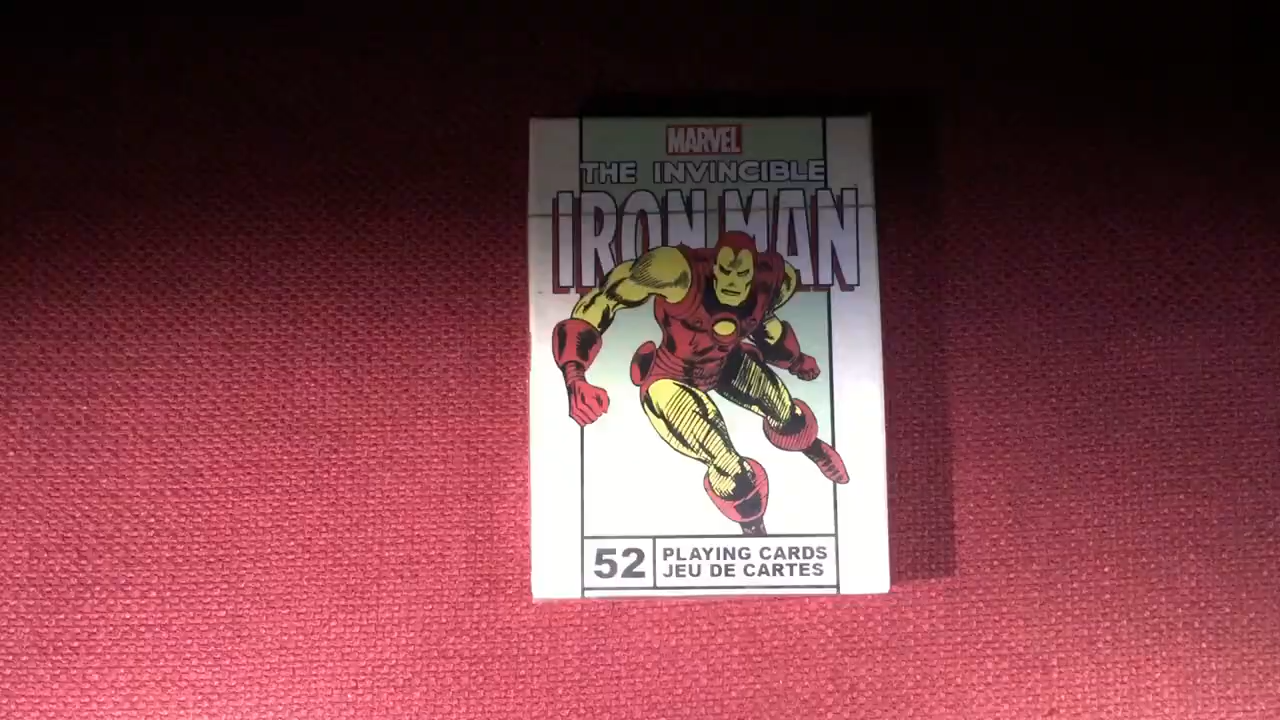 MARVEL
THE INVINCIBLE
IRON MAN
52
PLAYING CARDS
JEU DE CARTES